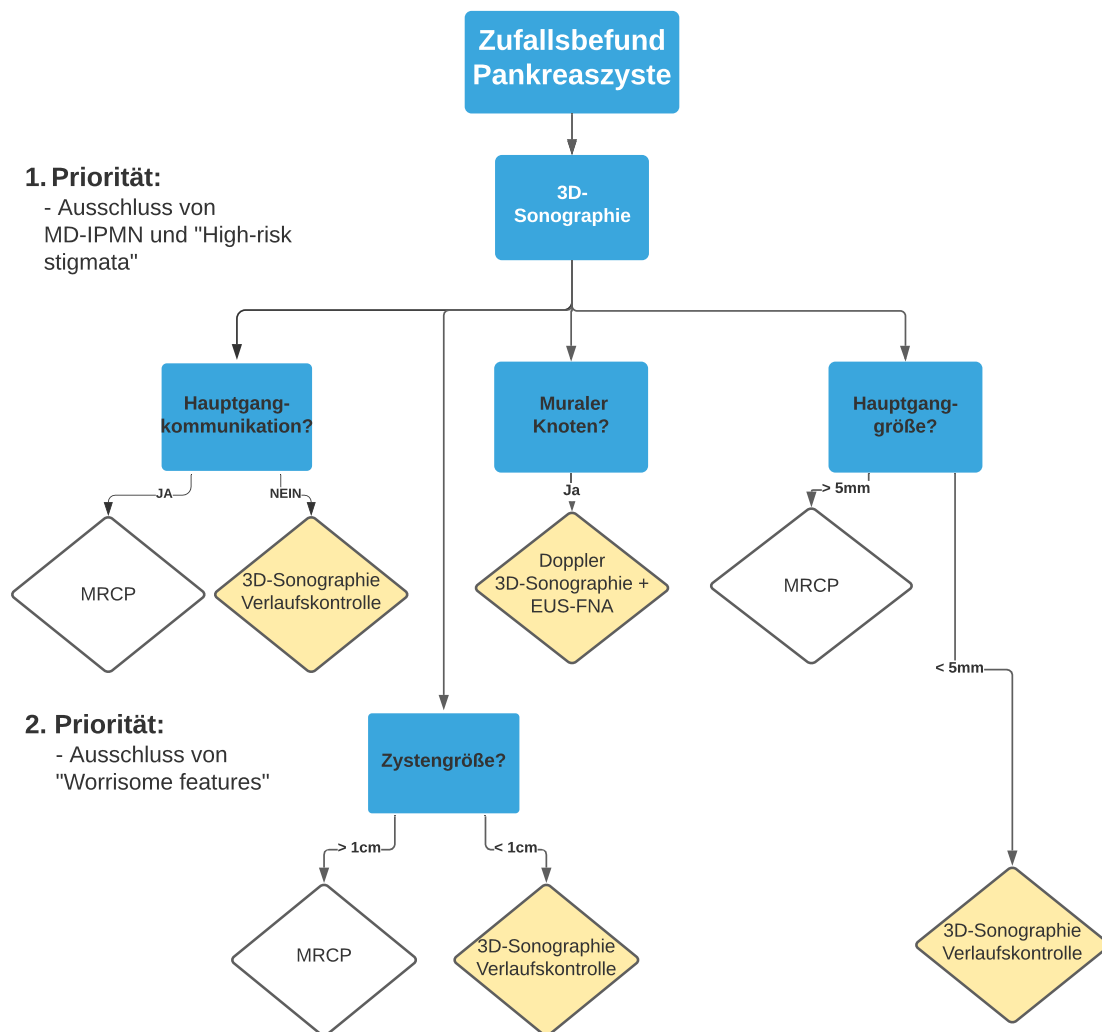 Zufallsbefund
Pankreaszyste
1. Priorität:
- Ausschluss von
MD-IPMN und "High-risk
stigmata"
3D-
Sonographie
Hauptgang-
kommunikation?
Muraler
Knoten?
Hauptgang-
größe?
JA
NEIN
Ja
> 5mm
MRCP
3D-Sonographie
Verlaufskontrolle
Doppler
3D-Sonographie +
EUS-FNA
MRCP
< 5mm
2. Priorität:
- Ausschluss von
"Worrisome features"
Zystengröße?
> 1cm
< 1cm
MRCP
3D-Sonographie
Verlaufskontrolle
3D-Sonographie
Verlaufskontrolle